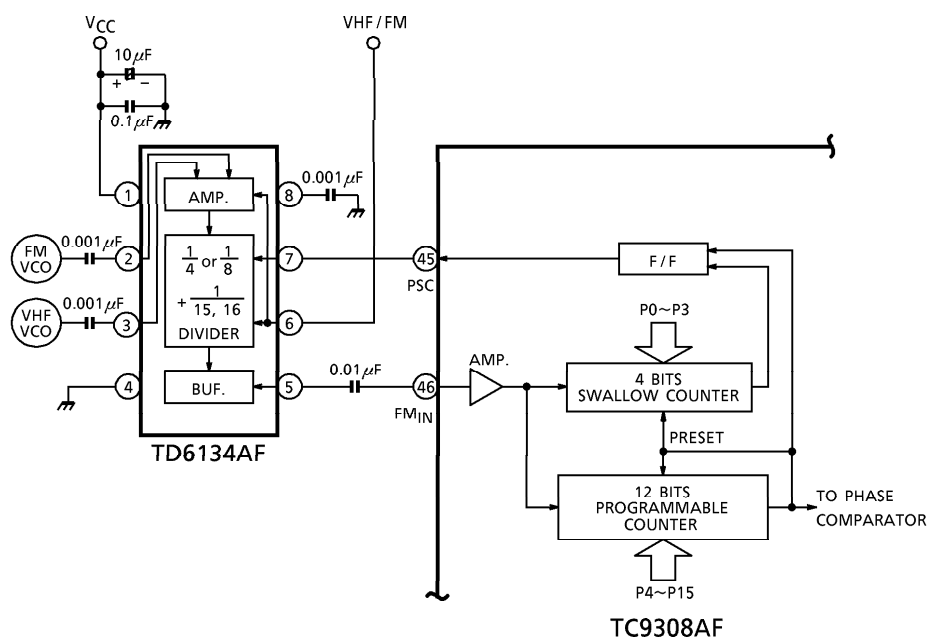 VCC
VHF / FM
10μF
+ −
0.1μF
1
AMP.
8
0.001μF
FM
VCO
0.001μF
2
1/4 or 1/8
+ 1/15, 16
DIVIDER
7
45
PSC
F / F
VHF
VCO
0.001μF
3
6
P0~P3
4
BUF.
5
0.01μF
46
FMIN
AMP.
4 BITS
SWALLOW COUNTER
TD6134AF
PRESET
12 BITS
PROGRAMMABLE
COUNTER
TO PHASE
COMPARATOR
P4~P15
TC9308AF